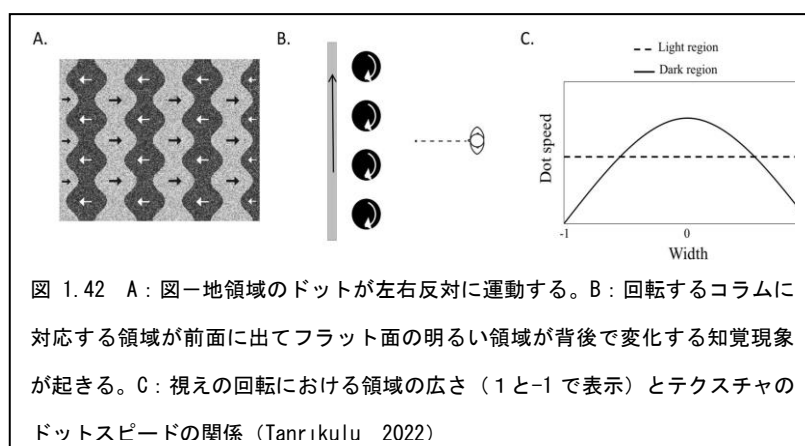 A.
B.
C.
Light region
Dark region
Dot speed
-1
0
Width
図 1.42 A：図ー地領域のドットが左右反対に運動する。B：回転するコラムに
対応する領域が前面に出てフラット面の明るい領域が背後で変化する知覚現象
が起きる。C：視えの回転における領域の広さ（１と-1 で表示）とテクスチャの
ドットスピードの関係（Tanrıkulu 2022）